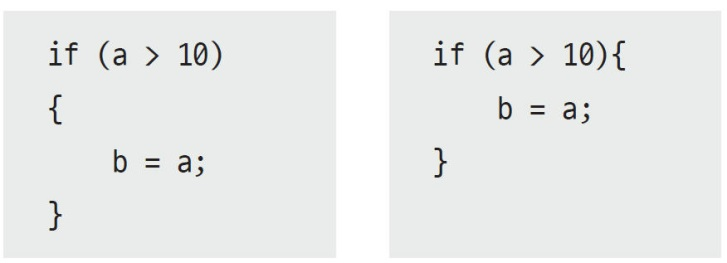 if (a > 10)
{
    b = a;
}
if (a > 10){
    b = a;
}